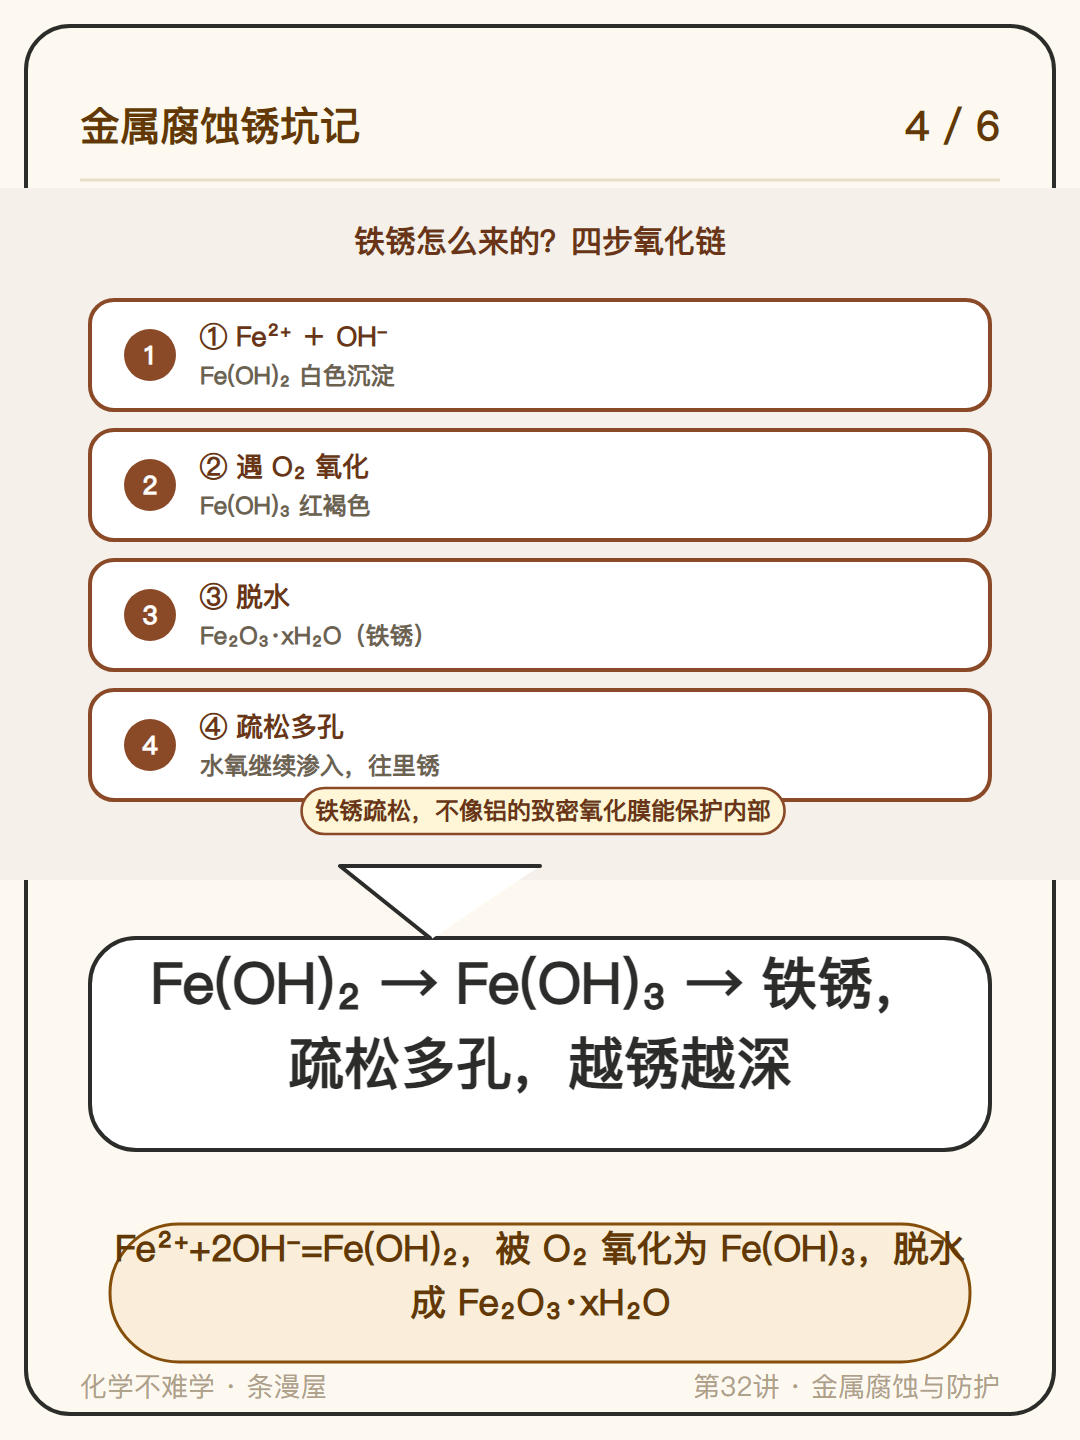 金属腐蚀锈坑记
4 / 6
铁锈怎么来的？四步氧化链
1
① Fe²⁺ ＋ OH⁻
Fe(OH)₂ 白色沉淀
2
② 遇 O₂ 氧化
Fe(OH)₃ 红褐色
3
③ 脱水
Fe₂O₃·xH₂O（铁锈）
4
④ 疏松多孔
水氧继续渗入，往里锈
铁锈疏松，不像铝的致密氧化膜能保护内部
Fe(OH)₂ → Fe(OH)₃ → 铁锈，
疏松多孔，越锈越深
Fe²⁺+2OH⁻=Fe(OH)₂，被 O₂ 氧化为 Fe(OH)₃，脱水
成 Fe₂O₃·xH₂O
化学不难学 · 条漫屋
第32讲 · 金属腐蚀与防护